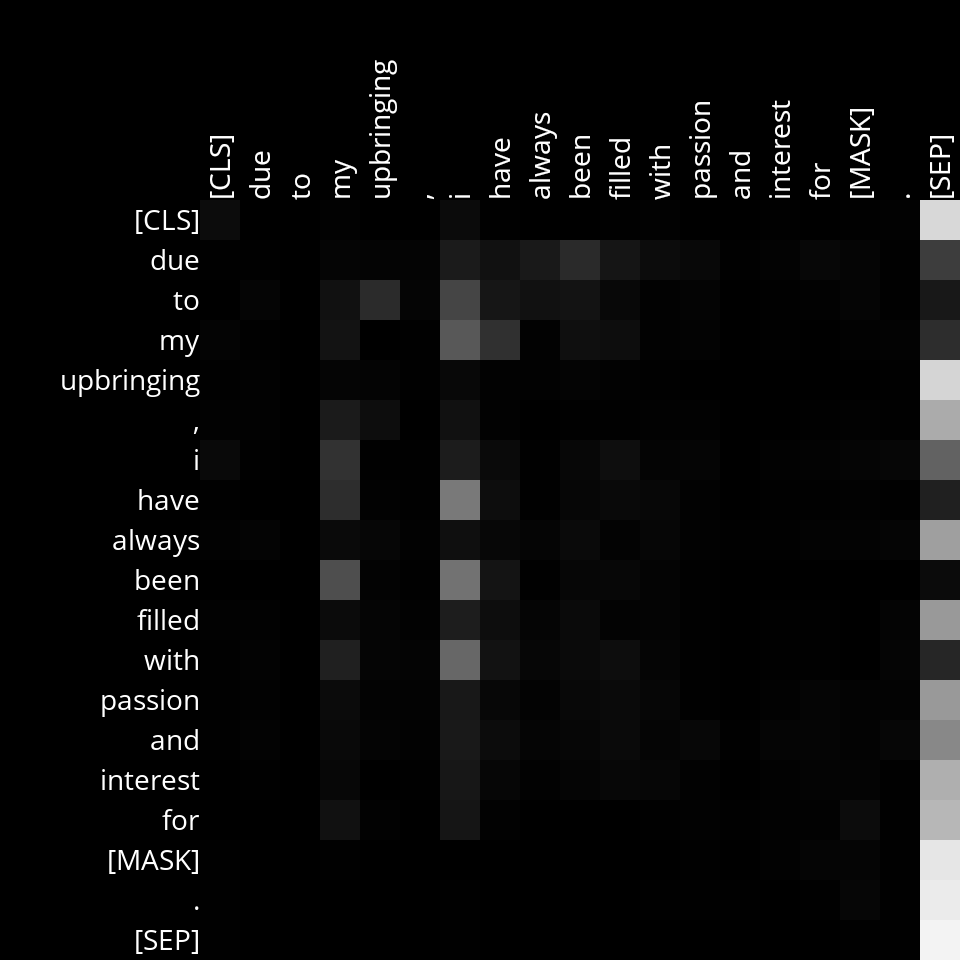 [CLS] due to my upbringing , i have always been filled with passion and interest for [MASK] . [SEP]
[CLS]
due
to
my
upbringing
,
i
have
always
been
filled
with
passion
and
interest
for
[MASK]
.
[SEP]